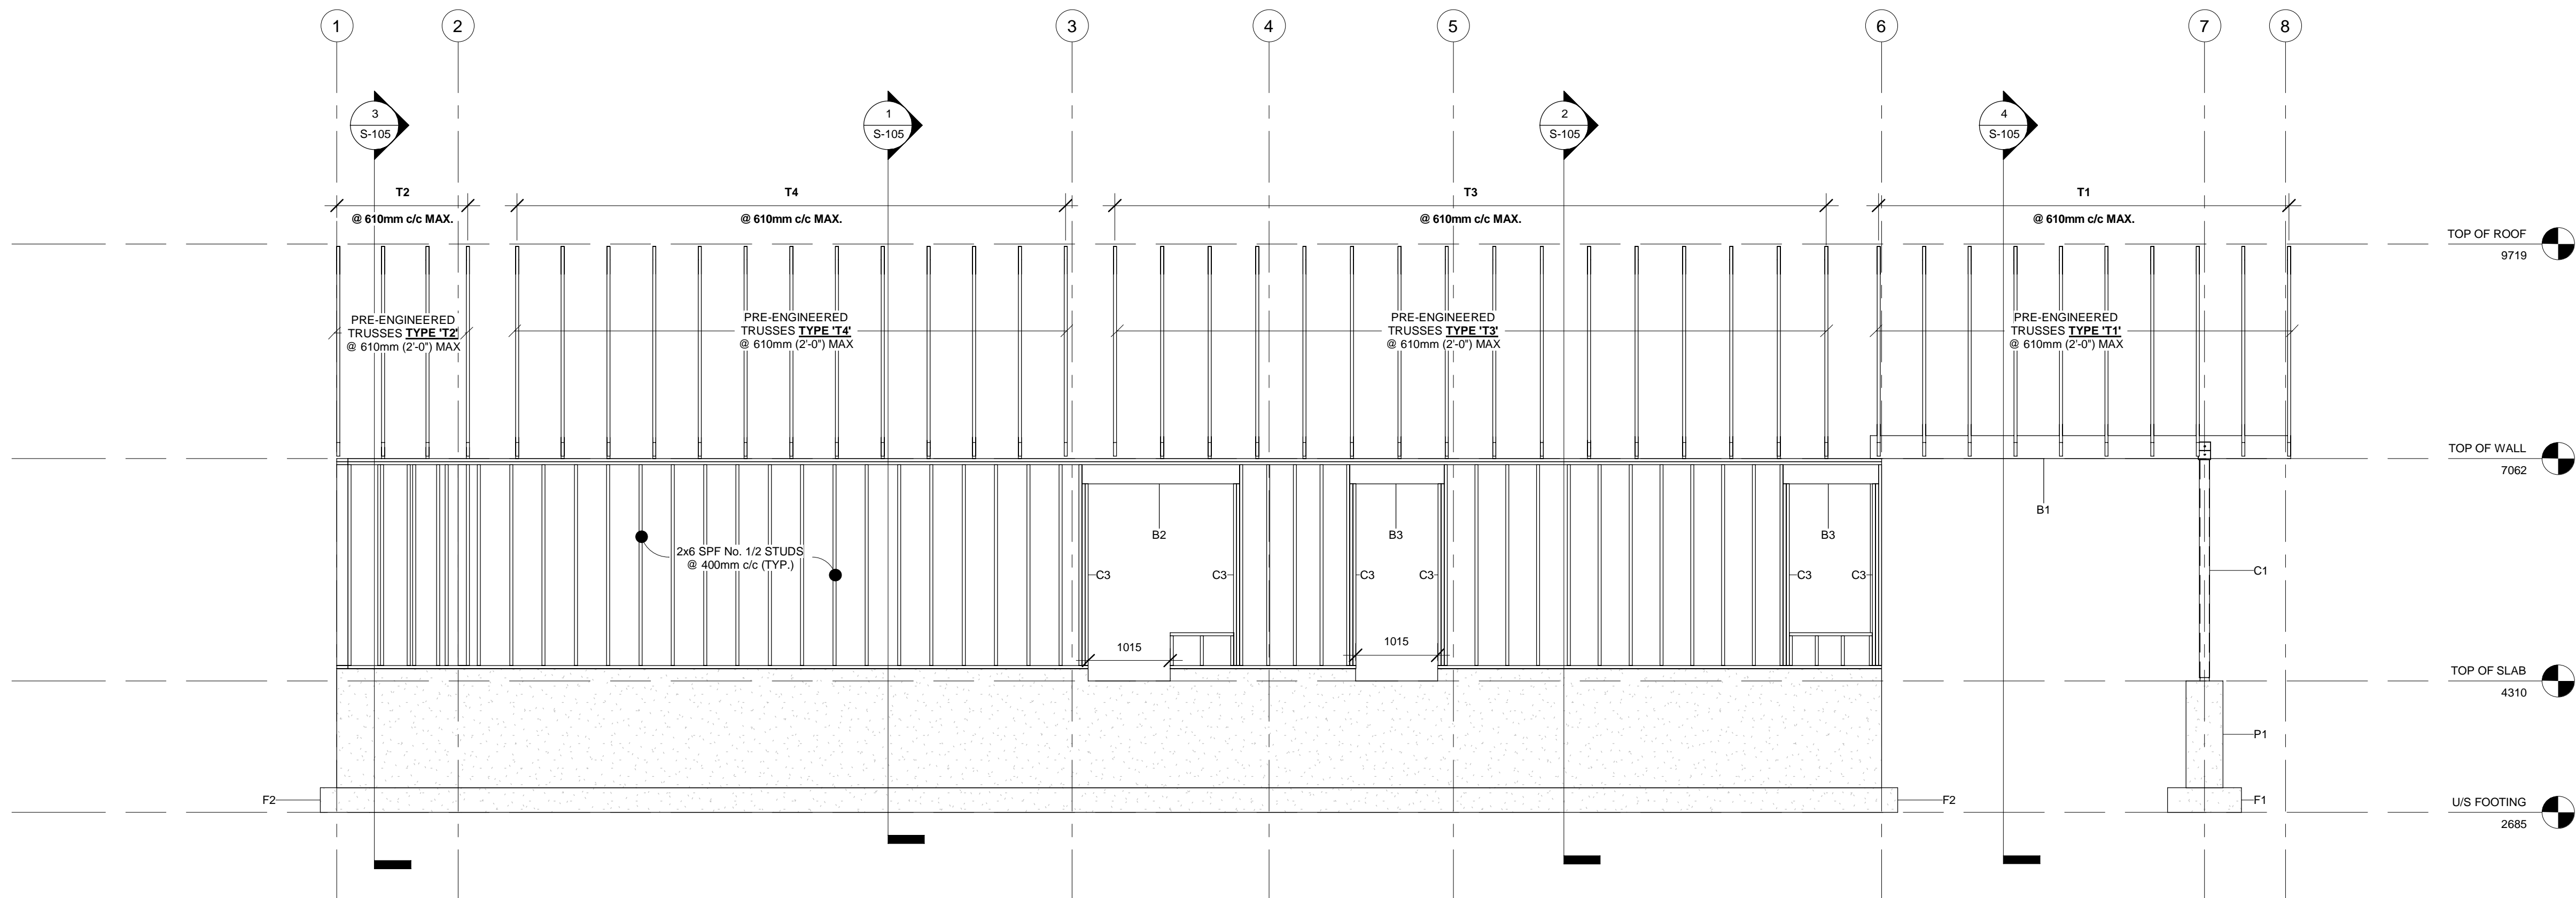 1
2
3
4
5
6
7
8
3
S-105
1
S-105
2
S-105
4
S-105
T2
@ 610mm c/c MAX.
T4
@ 610mm c/c MAX.
T3
@ 610mm c/c MAX.
T1
@ 610mm c/c MAX.
TOP OF ROOF
9719
PRE-ENGINEERED
TRUSSES TYPE 'T2'
@ 610mm (2'-0") MAX
PRE-ENGINEERED
TRUSSES TYPE 'T4'
@ 610mm (2'-0") MAX
PRE-ENGINEERED
TRUSSES TYPE 'T3'
@ 610mm (2'-0") MAX
PRE-ENGINEERED
TRUSSES TYPE 'T1'
@ 610mm (2'-0") MAX
TOP OF WALL
7062
B1
B2
B3
B3
2x6 SPF No. 1/2 STUDS
@ 400mm c/c (TYP.)
C3
C3
C3
C3
C3
C3
C1
1015
1015
TOP OF SLAB
4310
P1
F2
F2
F1
U/S FOOTING
2685